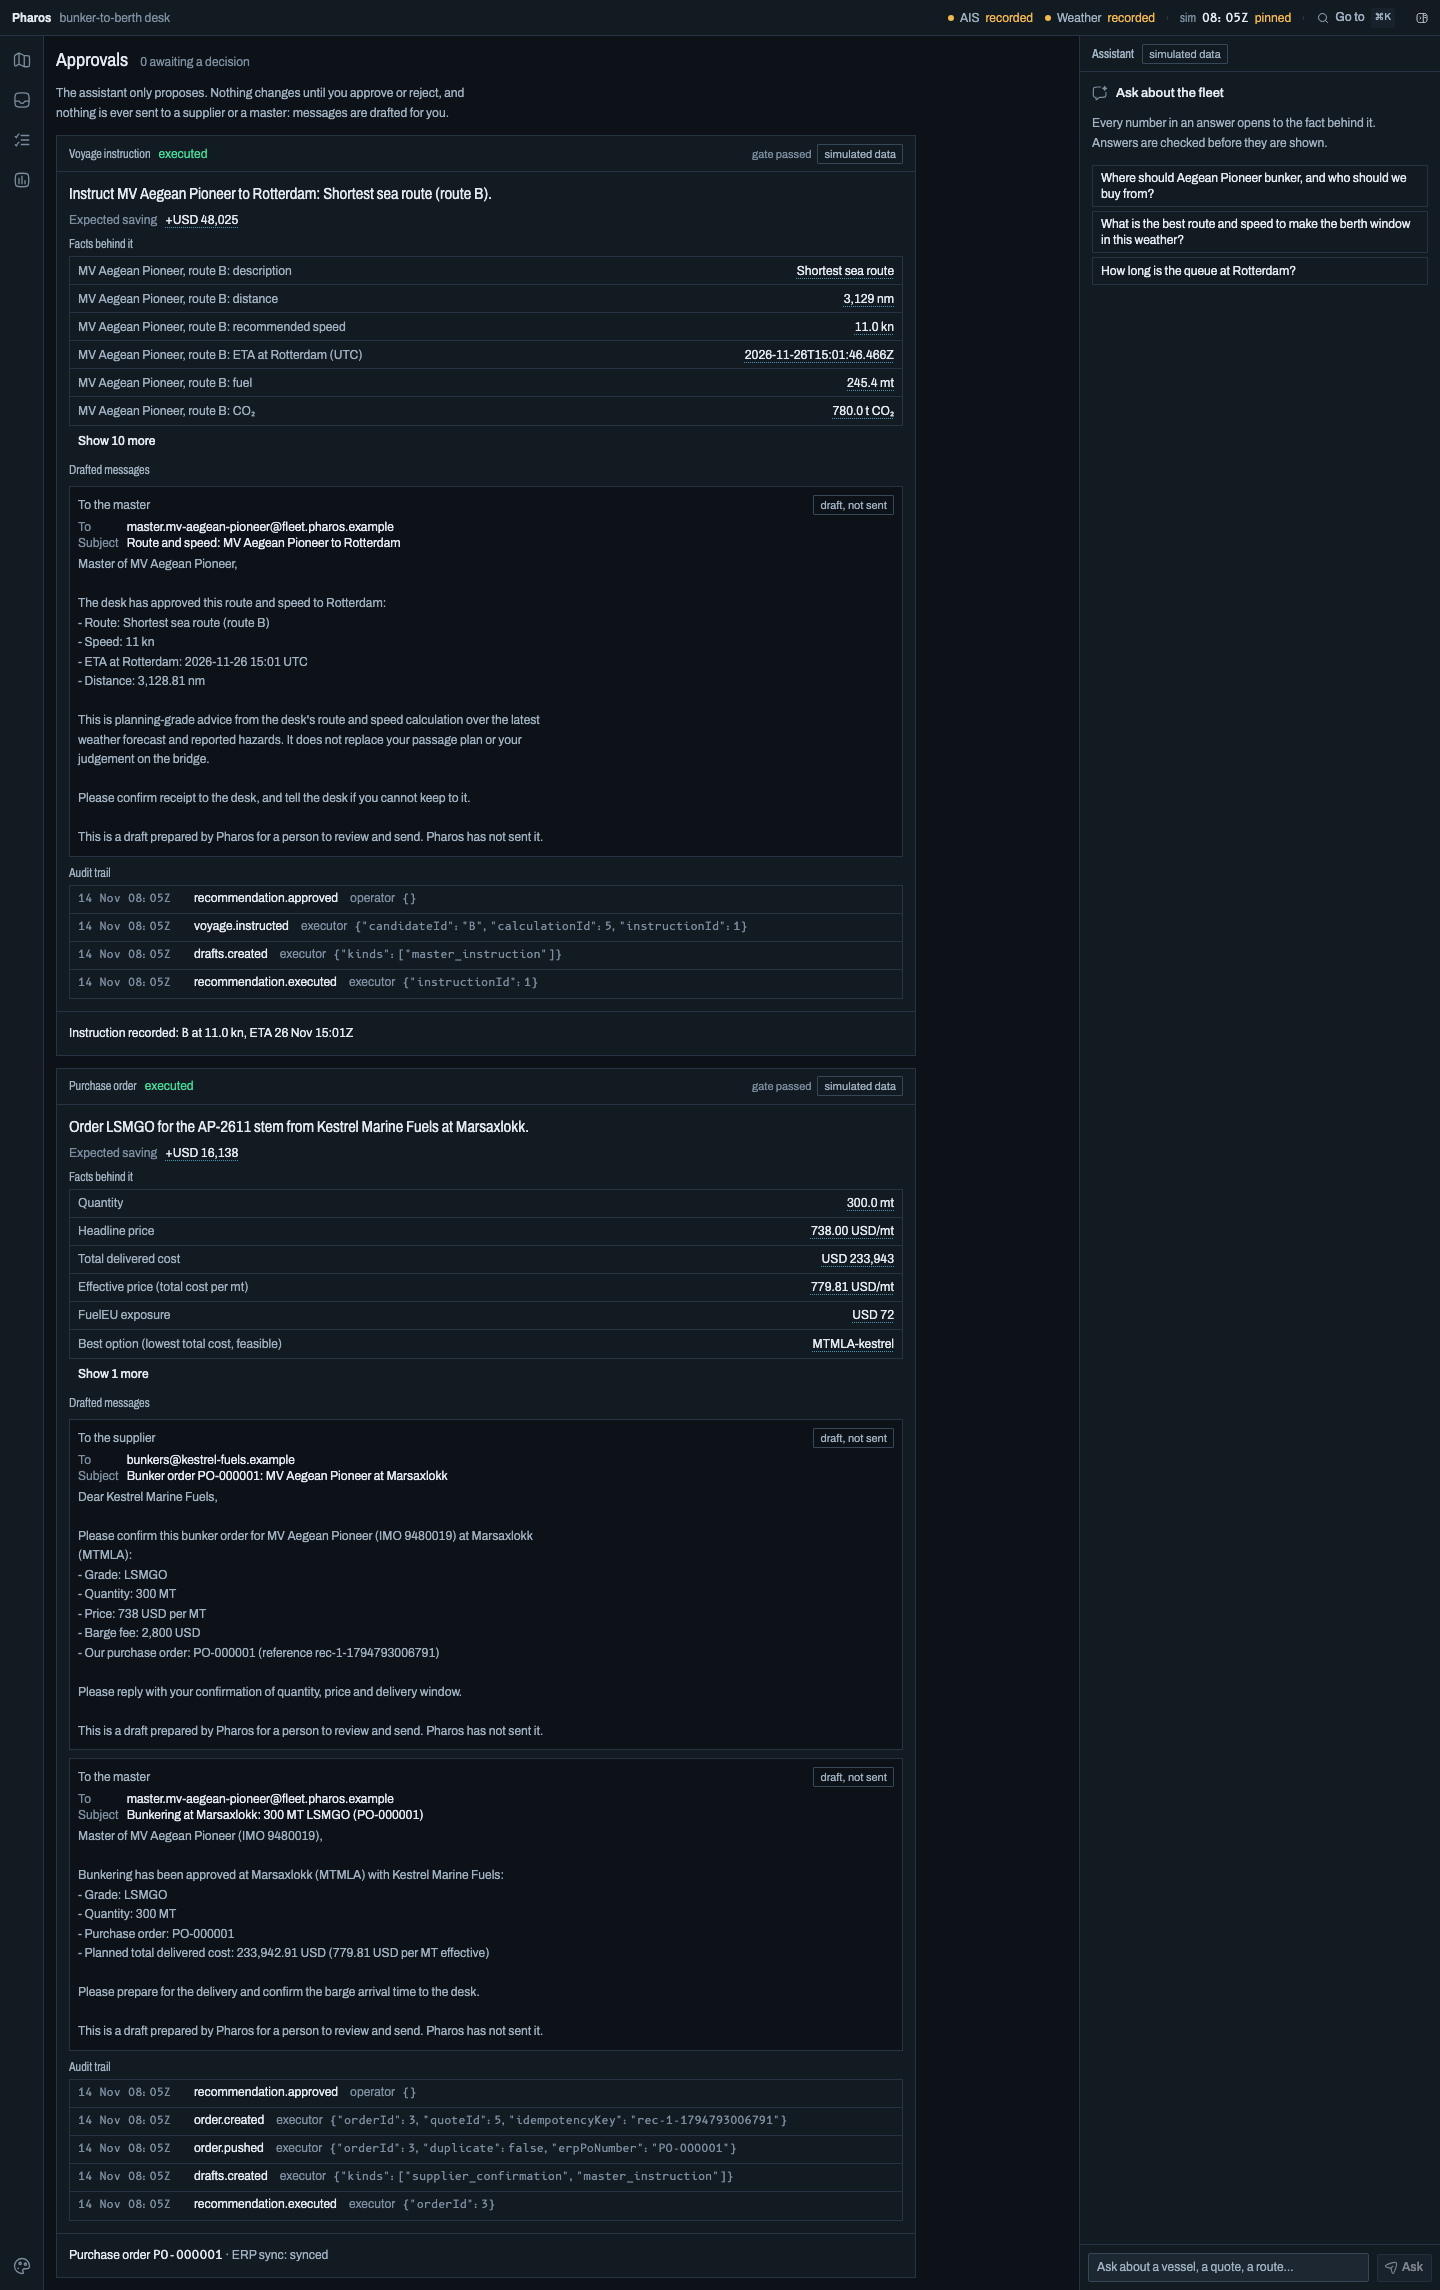 Pharos bunker-to-berth desk
AIS recorded Weather recorded sim 08:05Z pinned Go to ⌘K
Approvals 0 awaiting a decision
The assistant only proposes. Nothing changes until you approve or reject, and
nothing is ever sent to a supplier or a master: messages are drafted for you.
Voyage instruction executed gate passed simulated data
Instruct MV Aegean Pioneer to Rotterdam: Shortest sea route (route B).
Expected saving +USD 48,025
Facts behind it
MV Aegean Pioneer, route B: description Shortest sea route
MV Aegean Pioneer, route B: distance 3,129 nm
MV Aegean Pioneer, route B: recommended speed 11.0 kn
MV Aegean Pioneer, route B: ETA at Rotterdam (UTC) 2026-11-26T15:01:46.466Z
MV Aegean Pioneer, route B: fuel 245.4 mt
MV Aegean Pioneer, route B: CO₂ 780.0 t CO₂
Show 10 more
Drafted messages
To the master draft, not sent
To master.mv-aegean-pioneer@fleet.pharos.example
Subject Route and speed: MV Aegean Pioneer to Rotterdam
Master of MV Aegean Pioneer,
The desk has approved this route and speed to Rotterdam:
- Route: Shortest sea route (route B)
- Speed: 11 kn
- ETA at Rotterdam: 2026-11-26 15:01 UTC
- Distance: 3,128.81 nm
This is planning-grade advice from the desk's route and speed calculation over the latest
weather forecast and reported hazards. It does not replace your passage plan or your
judgement on the bridge.
Please confirm receipt to the desk, and tell the desk if you cannot keep to it.
This is a draft prepared by Pharos for a person to review and send. Pharos has not sent it.
Audit trail
14 Nov 08:05Z recommendation.approved operator {}
14 Nov 08:05Z voyage.instructed executor {"candidateId":"B","calculationId":5,"instructionId":1}
14 Nov 08:05Z drafts.created executor {"kinds":["master_instruction"]}
14 Nov 08:05Z recommendation.executed executor {"instructionId":1}
Instruction recorded: B at 11.0 kn, ETA 26 Nov 15:01Z
Purchase order executed gate passed simulated data
Order LSMGO for the AP-2611 stem from Kestrel Marine Fuels at Marsaxlokk.
Expected saving +USD 16,138
Facts behind it
Quantity 300.0 mt
Headline price 738.00 USD/mt
Total delivered cost USD 233,943
Effective price (total cost per mt) 779.81 USD/mt
FuelEU exposure USD 72
Best option (lowest total cost, feasible) MTMLA-kestrel
Show 1 more
Drafted messages
To the supplier draft, not sent
To bunkers@kestrel-fuels.example
Subject Bunker order PO-000001: MV Aegean Pioneer at Marsaxlokk
Dear Kestrel Marine Fuels,
Please confirm this bunker order for MV Aegean Pioneer (IMO 9480019) at Marsaxlokk
(MTMLA):
- Grade: LSMGO
- Quantity: 300 MT
- Price: 738 USD per MT
- Barge fee: 2,800 USD
- Our purchase order: PO-000001 (reference rec-1-1794793006791)
Please reply with your confirmation of quantity, price and delivery window.
This is a draft prepared by Pharos for a person to review and send. Pharos has not sent it.
To the master draft, not sent
To master.mv-aegean-pioneer@fleet.pharos.example
Subject Bunkering at Marsaxlokk: 300 MT LSMGO (PO-000001)
Master of MV Aegean Pioneer (IMO 9480019),
Bunkering has been approved at Marsaxlokk (MTMLA) with Kestrel Marine Fuels:
- Grade: LSMGO
- Quantity: 300 MT
- Purchase order: PO-000001
- Planned total delivered cost: 233,942.91 USD (779.81 USD per MT effective)
Please prepare for the delivery and confirm the barge arrival time to the desk.
This is a draft prepared by Pharos for a person to review and send. Pharos has not sent it.
Audit trail
14 Nov 08:05Z recommendation.approved operator {}
14 Nov 08:05Z order.created executor {"orderId":3,"quoteId":5,"idempotencyKey":"rec-1-1794793006791"}
14 Nov 08:05Z order.pushed executor {"orderId":3,"duplicate":false,"erpPoNumber":"PO-000001"}
14 Nov 08:05Z drafts.created executor {"kinds":["supplier_confirmation","master_instruction"]}
14 Nov 08:05Z recommendation.executed executor {"orderId":3}
Purchase order PO-000001 · ERP sync: synced
Assistant simulated data
Ask about the fleet
Every number in an answer opens to the fact behind it.
Answers are checked before they are shown.
Where should Aegean Pioneer bunker, and who should we
buy from?
What is the best route and speed to make the berth window
in this weather?
How long is the queue at Rotterdam?
Ask about a vessel, a quote, a route... Ask